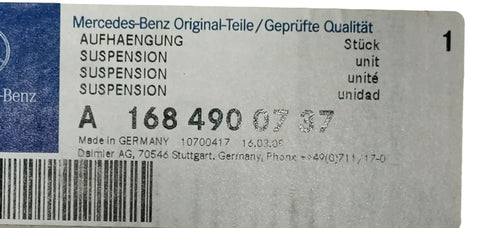 Mercedes-Benz Original-Teile/Geprüfte Qualität
AUFHAENGUNG Stück 1
SUSPENSION unit
SUSPENSION unité
SUSPENSION unidad
-Benz
A 168 490 07 37
Made in GERMANY 10700417 16.03.09
Daimler AG, 70546 Stuttgart, Germany, Phone ++49(0)711/17-0